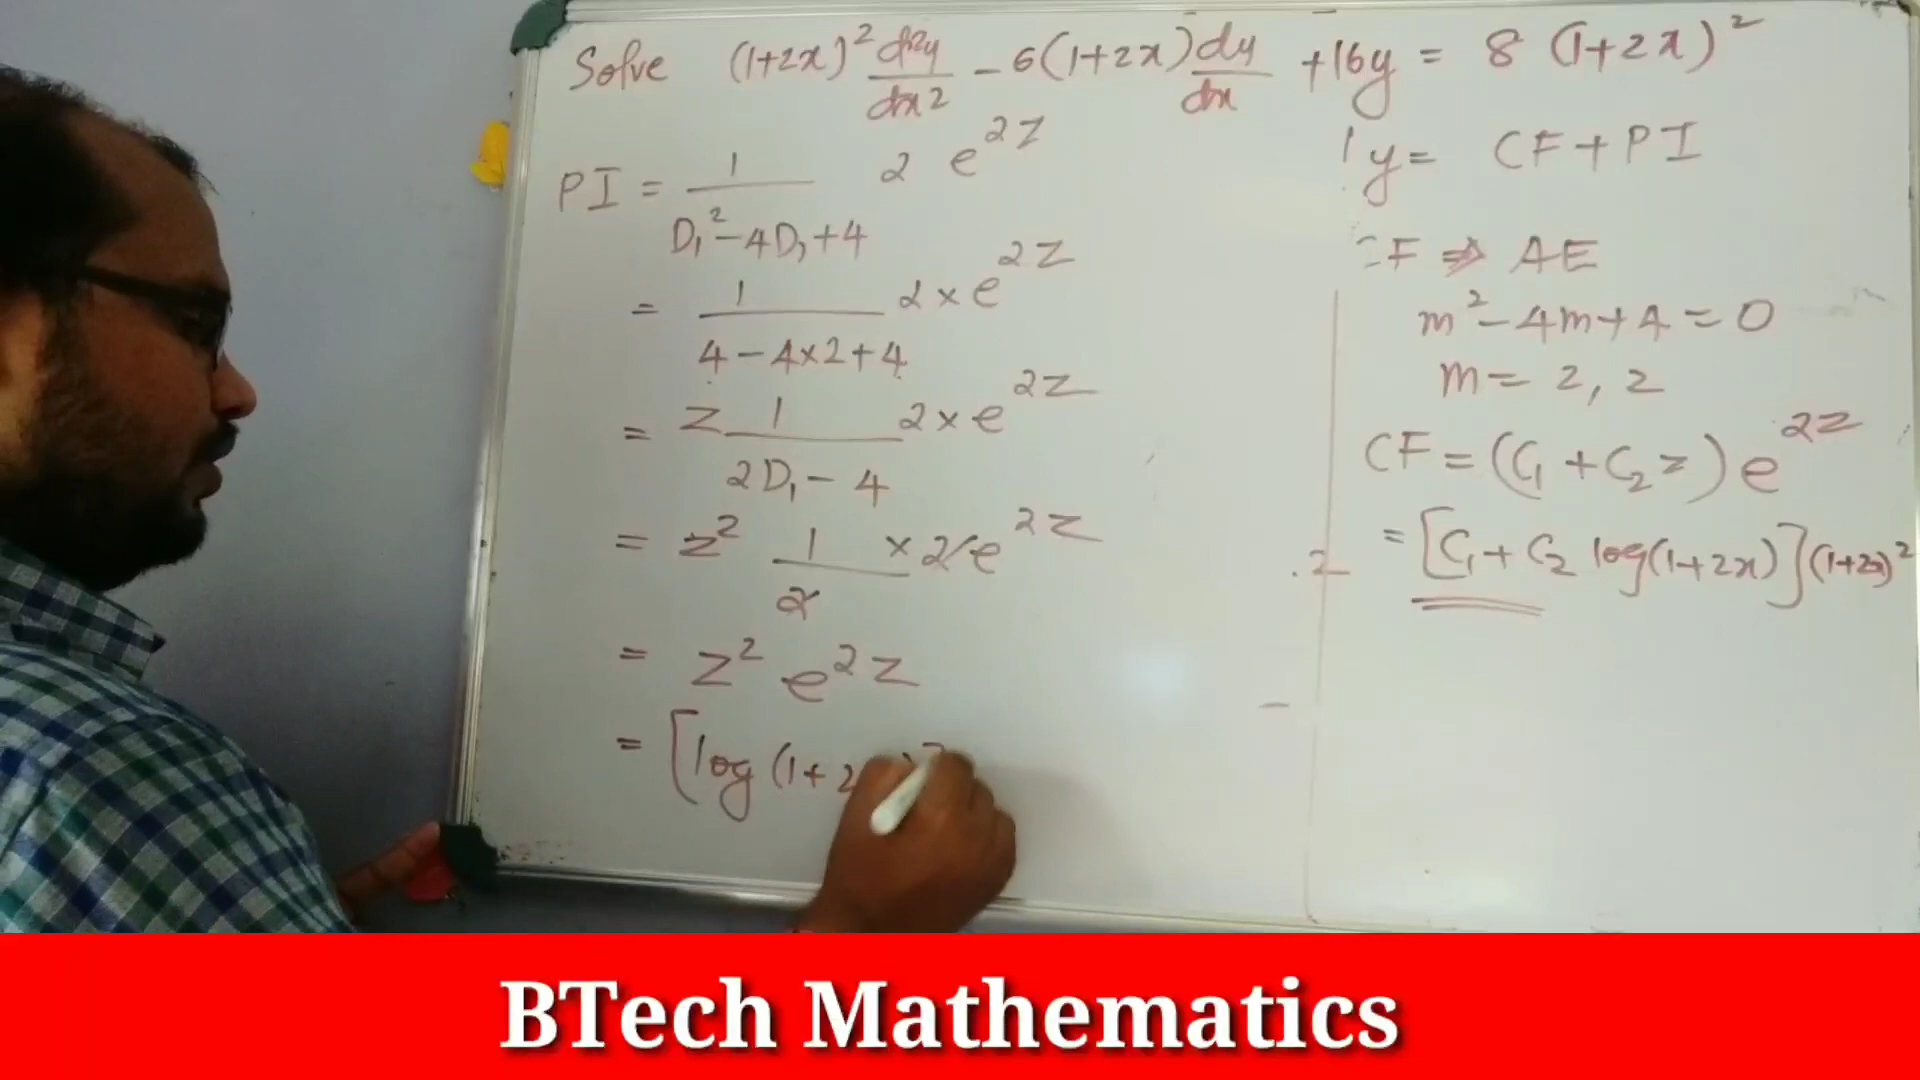 Solve (1+2x)² d²y/dx² - 6(1+2x) dy/dx + 16y = 8 (1+2x)²
PI = 1/(D₁² - 4D₁ + 4) 2 e^2Z
= 1/(4 - 4×2 + 4) 2 × e^2Z
= Z 1/(2D₁ - 4) 2 × e^2Z
= z² 1/2 × 2 e^2Z
= Z² e^2Z
= [log (1+2
y = CF + PI
CF ⇒ AE
m² - 4m + 4 = 0
m = 2, 2
CF = (C₁ + C₂ z) e^2Z
= [C₁ + C₂ log(1+2x)] (1+2x)²
BTech Mathematics